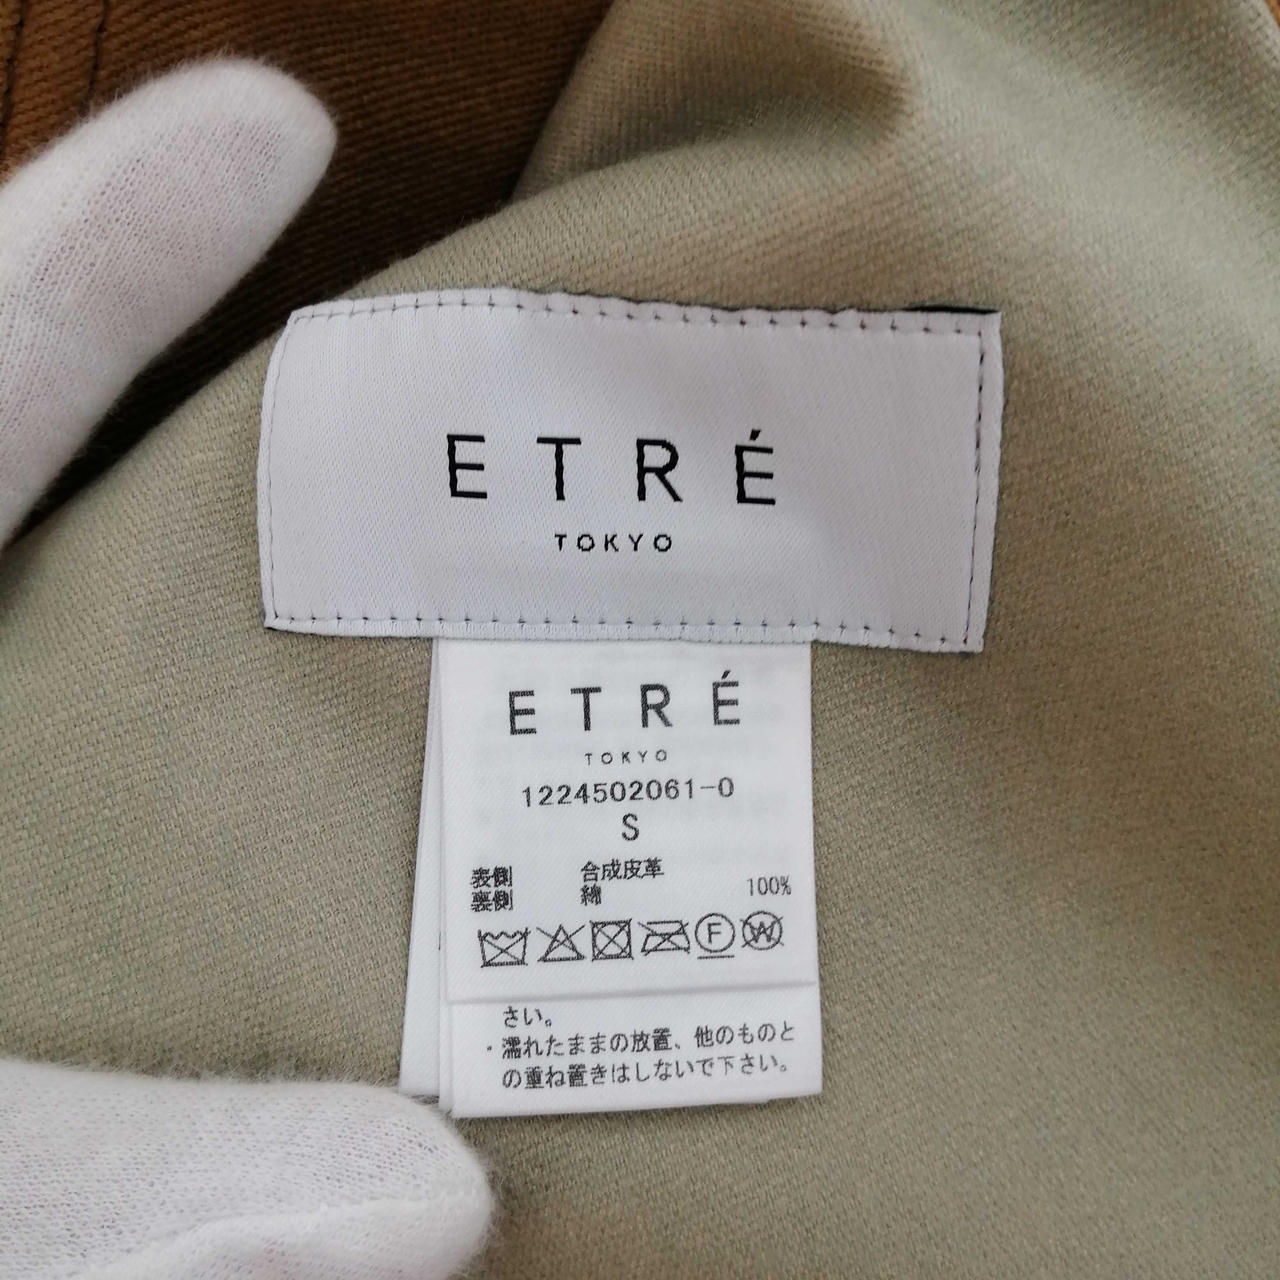 ETRÉ
TOKYO
ETRÉ
TOKYO
1224502061-0
S
表側 合成皮革
裏側 綿 100%
F W
さい。
・濡れたままの放置、他のものと
の重ね置きはしないで下さい。